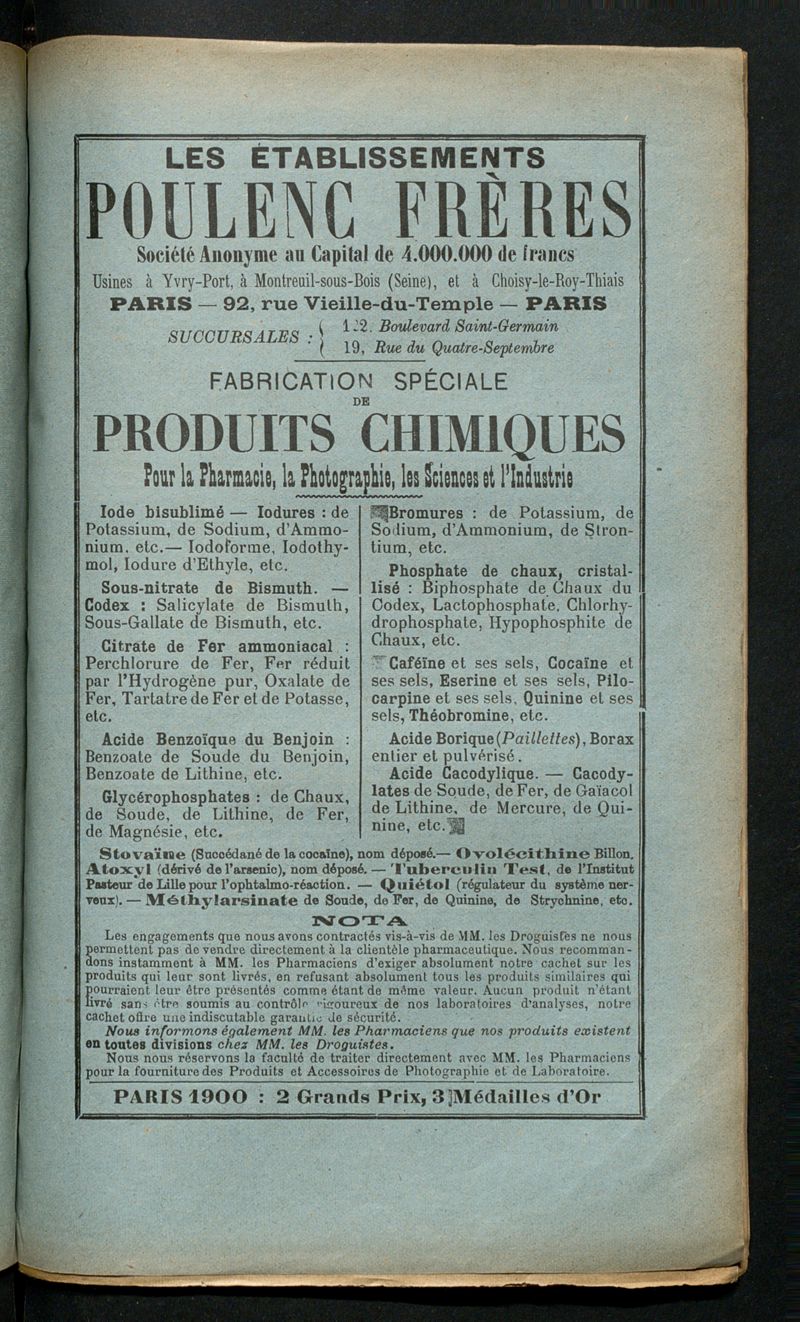 LES ÉTABLISSEMENTS
POULENC FRÈRES
Société Anonyme au Capital de 4.000.000 de francs
Usines à Yvry-Port, à Montreuil-sous-Bois (Seine), et à Choisy-le-Roy-Thiais
PARIS — 92, rue Vieille-du-Temple — PARIS
SUCCURSALES : { 122. Boulevard Saint-Germain
19, Rue du Quatre-Septembre
FABRICATION SPÉCIALE
DE
PRODUITS CHIMIQUES
Pour la Pharmacie, la Photographie, les Sciences et l'Industrie
Iode bisublimé — Iodures : de
Potassium, de Sodium, d'Ammo-
nium. etc.— Iodoforme, Iodothy-
mol, Iodure d'Ethyle, etc.
Sous-nitrate de Bismuth. —
Codex : Salicylate de Bismuth,
Sous-Gallate de Bismuth, etc.
Citrate de Fer ammoniacal :
Perchlorure de Fer, Fer réduit
par l'Hydrogène pur, Oxalate de
Fer, Tartatre de Fer et de Potasse,
etc.
Acide Benzoïque du Benjoin :
Benzoate de Soude du Benjoin,
Benzoate de Lithine, etc.
Glycérophosphates : de Chaux,
de Soude, de Lithine, de Fer,
de Magnésie, etc.
Bromures : de Potassium, de
Sodium, d'Ammonium, de Stron-
tium, etc.
Phosphate de chaux, cristal-
lisé : Biphosphate de Chaux du
Codex, Lactophosphate, Chlorhy-
drophosphate, Hypophosphite de
Chaux, etc.
Caféïne et ses sels, Cocaïne et
ses sels, Eserine et ses sels, Pilo-
carpine et ses sels, Quinine et ses
sels, Théobromine, etc.
Acide Borique (Paillettes), Borax
entier et pulvérisé.
Acide Cacodylique. — Cacody-
lates de Soude, de Fer, de Gaïacol
de Lithine, de Mercure, de Qui-
nine, etc.
Stovaïne (Succédané de la cocaïne), nom déposé.— Ovolécithine Billon.
Atoxyl (dérivé de l'arsenic), nom déposé. — Tuberculin Test, de l'Institut
Pasteur de Lille pour l'ophtalmo-réaction. — Quiétol (régulateur du système ner-
veux). — Méthylarsinate de Soude, de Fer, de Quinine, de Strychnine, etc.
NOTA
Les engagements que nous avons contractés vis-à-vis de MM. les Droguistes ne nous
permettent pas de vendre directement à la clientèle pharmaceutique. Nous recomman-
dons instamment à MM. les Pharmaciens d'exiger absolument notre cachet sur les
produits qui leur sont livrés, en refusant absolument tous les produits similaires qui
pourraient leur être présentés comme étant de même valeur. Aucun produit n'étant
livré sans être soumis au contrôle rigoureux de nos laboratoires d'analyses, notre
cachet offre une indiscutable garantie de sécurité.
Nous informons également MM. les Pharmaciens que nos produits existent
en toutes divisions chez MM. les Droguistes.
Nous nous réservons la faculté de traiter directement avec MM. les Pharmaciens
pour la fourniture des Produits et Accessoires de Photographie et de Laboratoire.
PARIS 1900 : 2 Grands Prix, 3 Médailles d'Or